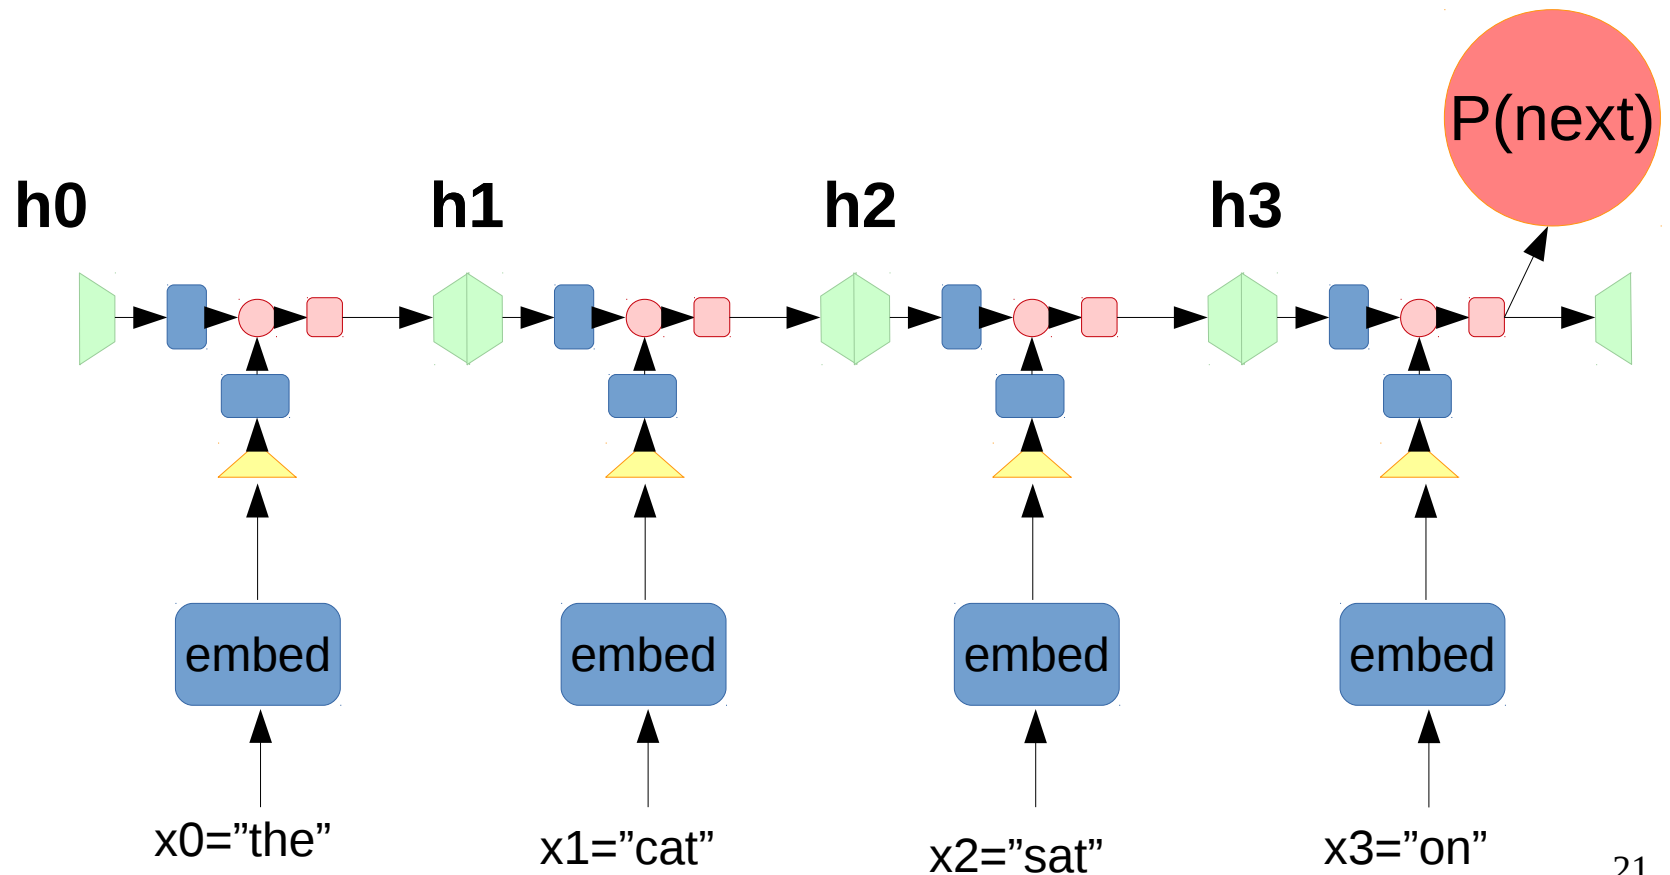 P(next)
h0
h1
h2
h3
embed
embed
embed
embed
x0=”the”
x1=”cat”
x2=”sat”
x3=”on”
21